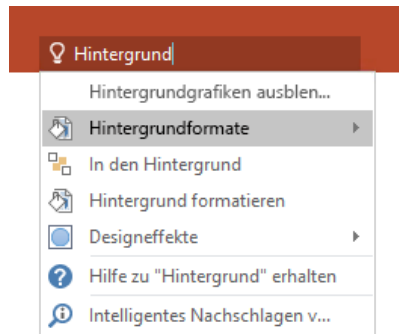 Hintergrund
Hintergrundgrafiken ausblen...
Hintergrundformate
In den Hintergrund
Hintergrund formatieren
Designeffekte
Hilfe zu "Hintergrund" erhalten
Intelligentes Nachschlagen v...